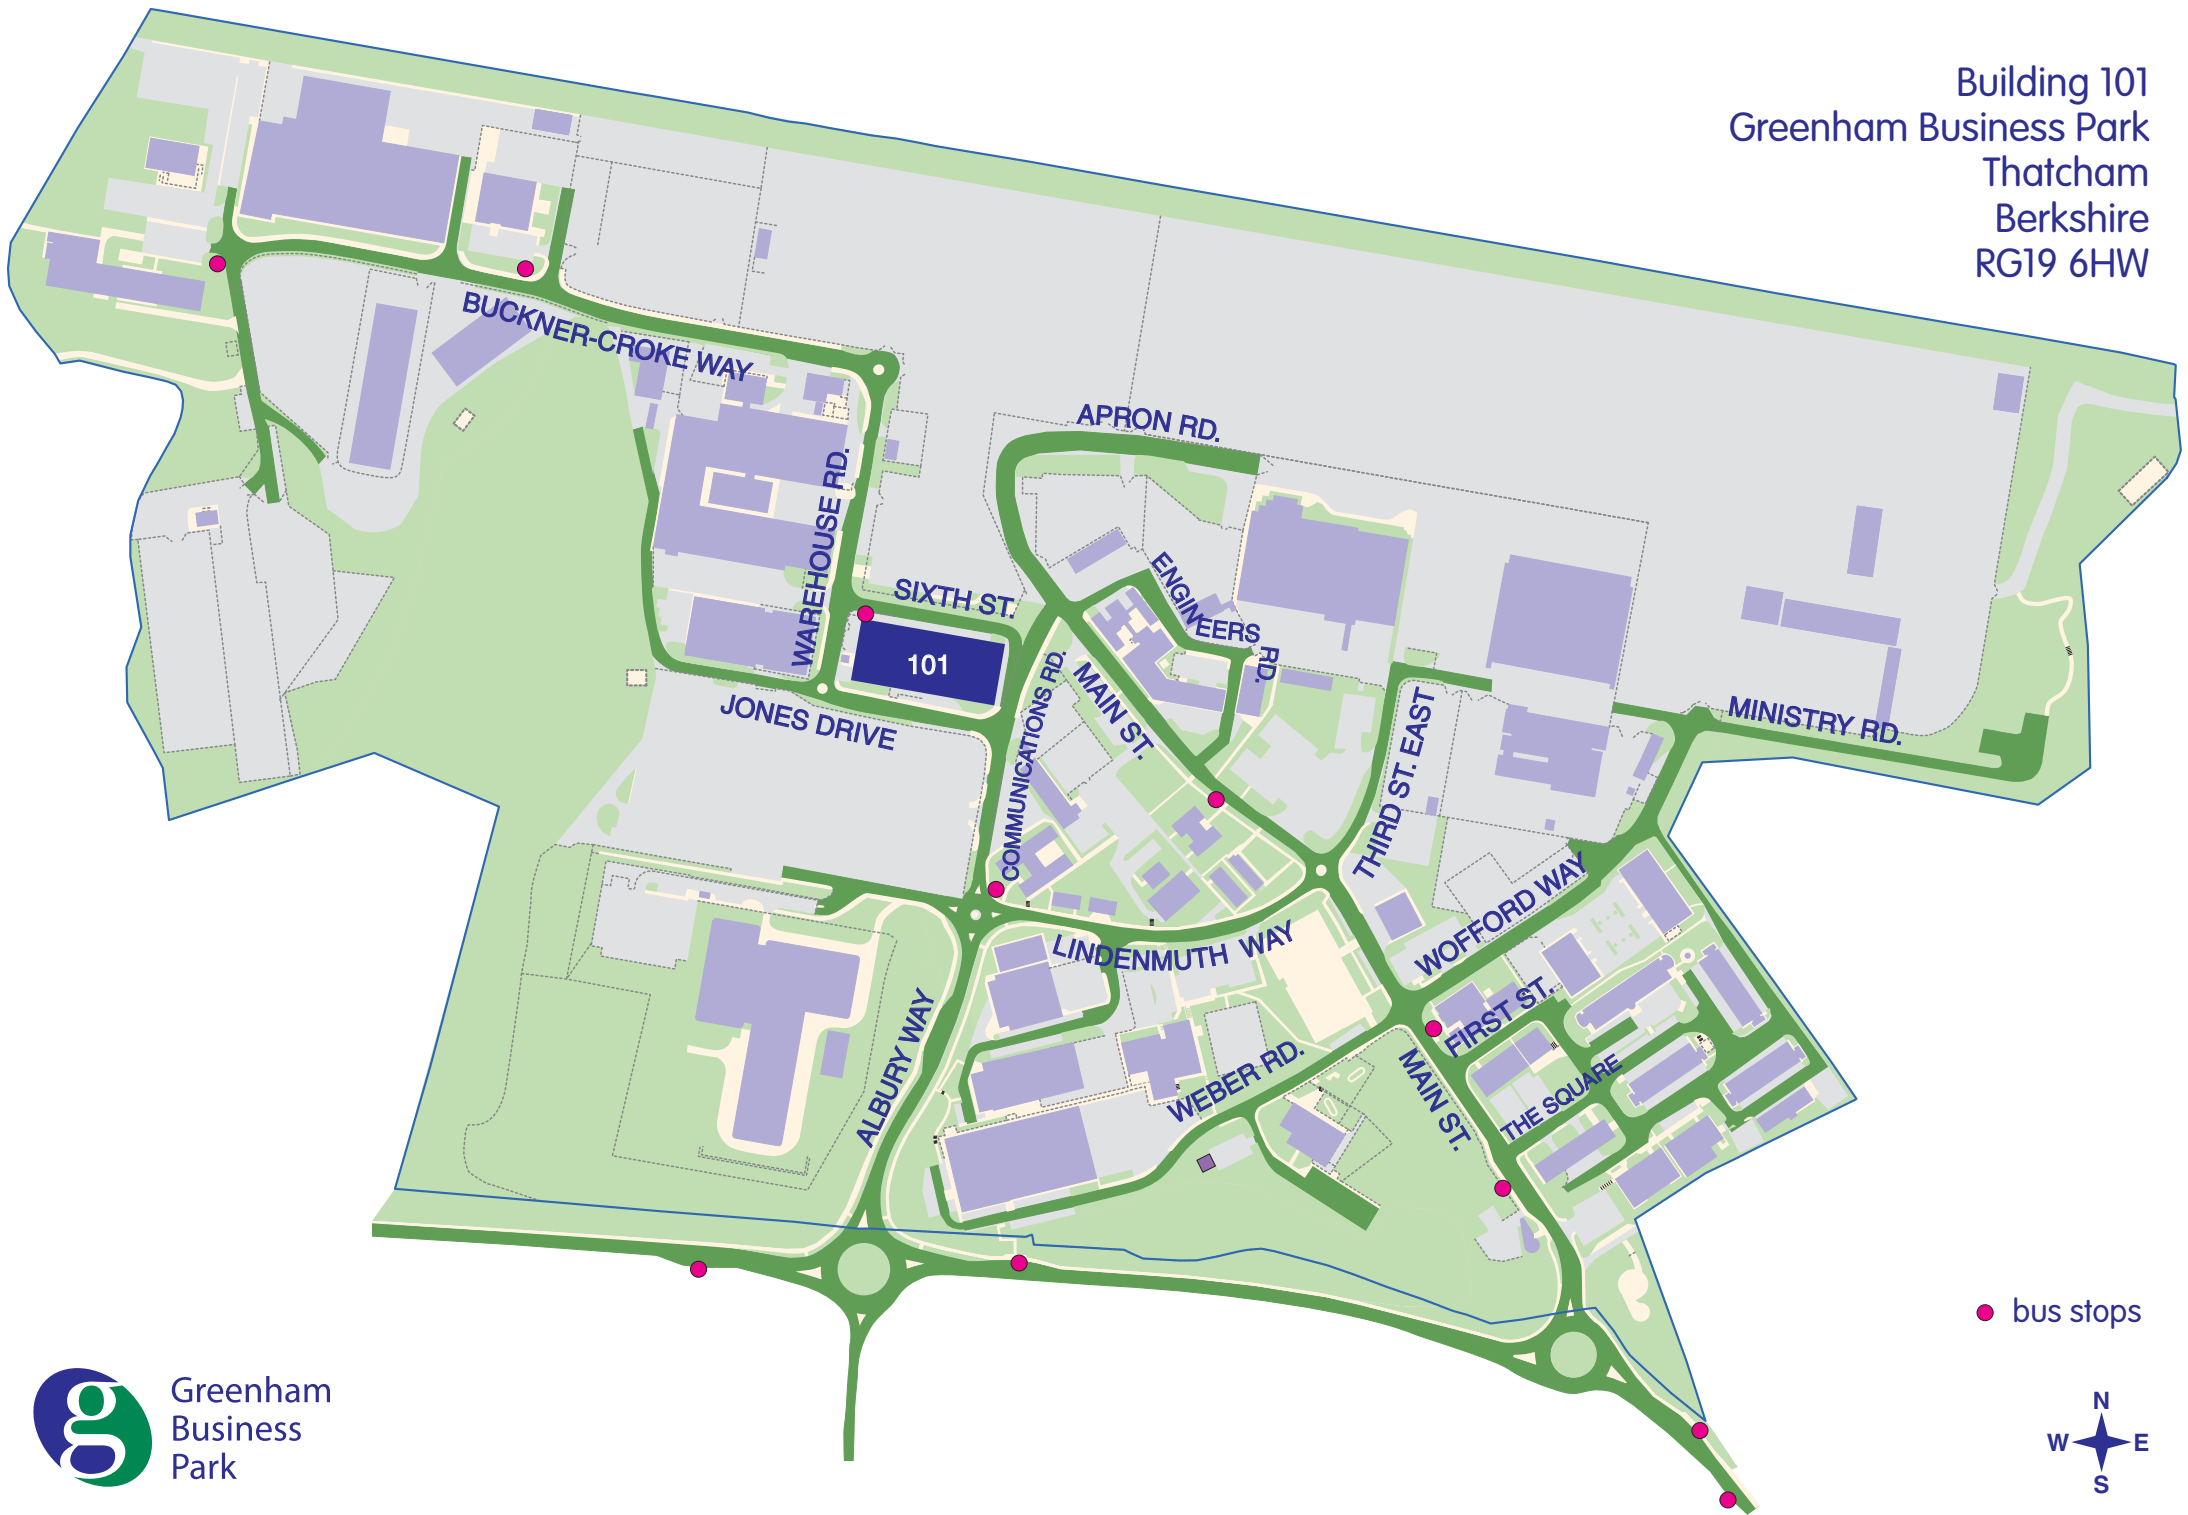 Building 101
Greenham Business Park
Thatcham
Berkshire
RG19 6HW
BUCKNER-CROKE WAY
APRON RD.
WAREHOUSE RD.
SIXTH ST.
ENGINEERS RD.
101
JONES DRIVE
COMMUNICATIONS RD.
MAIN ST.
THIRD ST. EAST
MINISTRY RD.
LINDENMUTH WAY
WOFFORD WAY
ALBURY WAY
FIRST ST.
WEBER RD.
MAIN ST.
THE SQUARE
bus stops
g
Greenham
Business
Park
N
W E
S